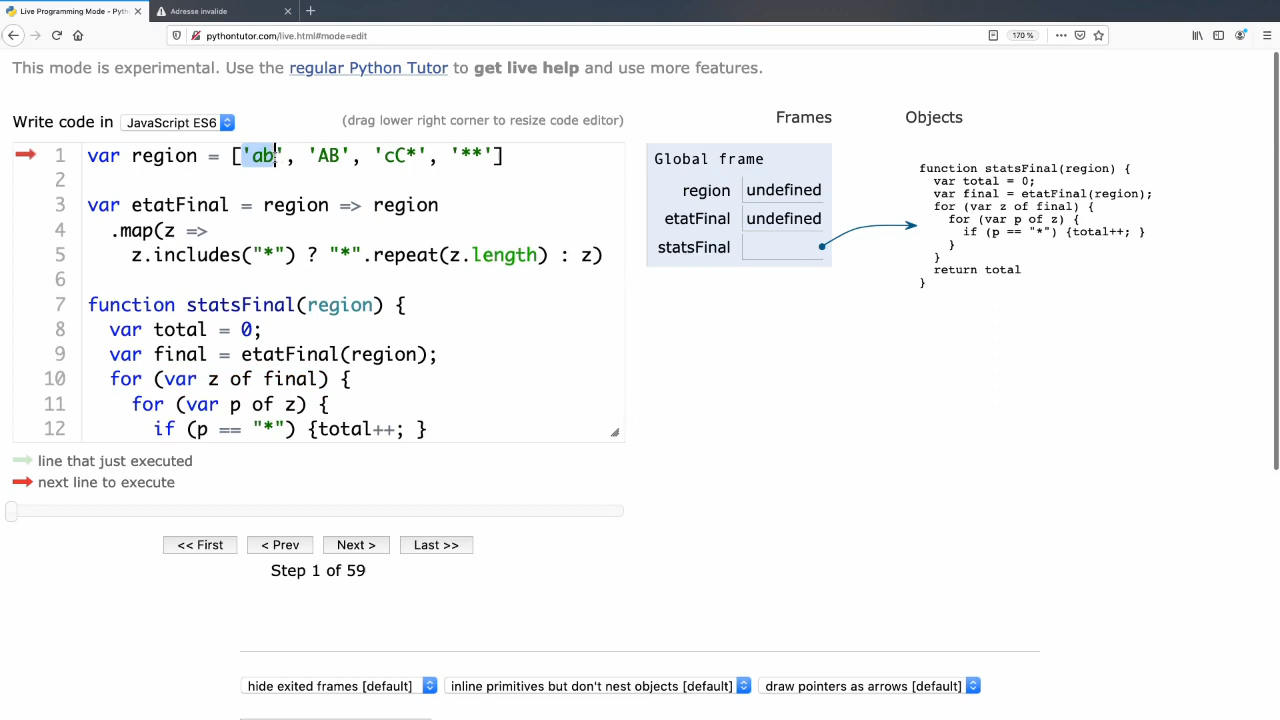 Live Programming Mode - Pyth
Adresse invalide
pythontutor.com/live.html#mode=edit
170 %
This mode is experimental. Use the regular Python Tutor to get live help and use more features.
Write code in JavaScript ES6
(drag lower right corner to resize code editor)
1 var region = ['ab', 'AB', 'cC*', '**']
2
3 var etatFinal = region => region
4 .map(z =>
5 z.includes("*") ? "*".repeat(z.length) : z)
6
7 function statsFinal(region) {
8 var total = 0;
9 var final = etatFinal(region);
10 for (var z of final) {
11 for (var p of z) {
12 if (p == "*") {total++; }
line that just executed
next line to execute
<< First
< Prev
Next >
Last >>
Step 1 of 59
Frames
Objects
Global frame
region undefined
etatFinal undefined
statsFinal
function statsFinal(region) {
var total = 0;
var final = etatFinal(region);
for (var z of final) {
for (var p of z) {
if (p == "*") {total++; }
}
}
return total
}
hide exited frames [default]
inline primitives but don't nest objects [default]
draw pointers as arrows [default]